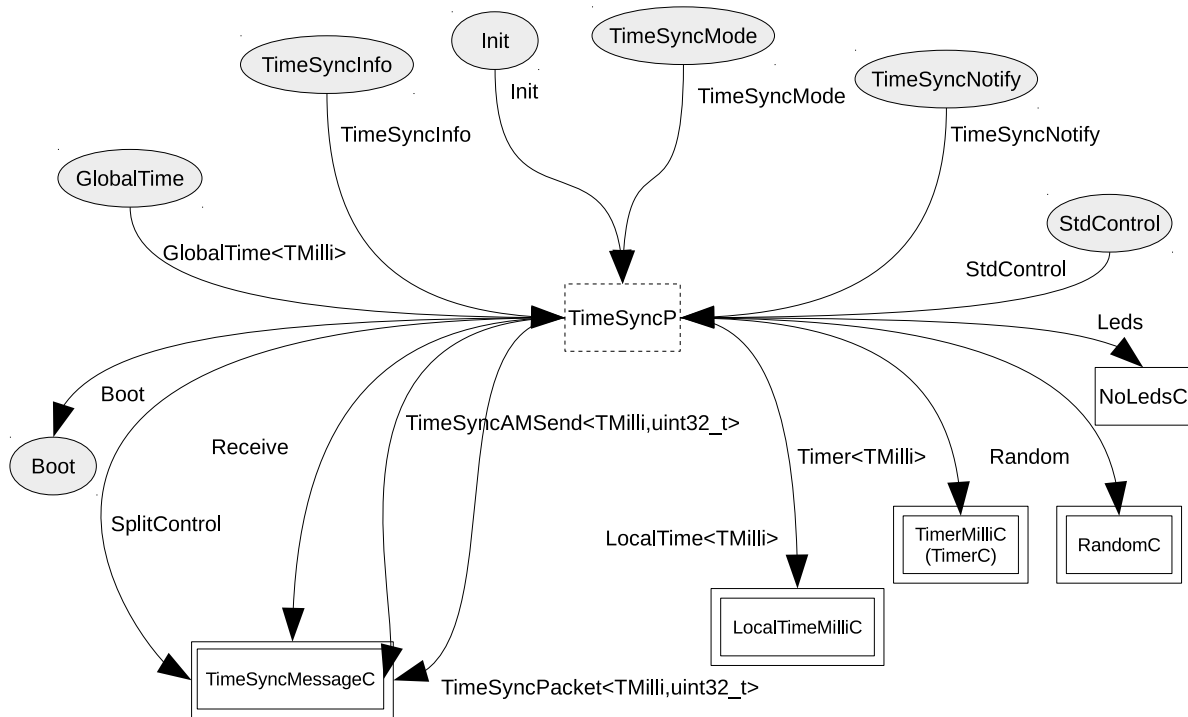 Init
TimeSyncMode
TimeSyncInfo
TimeSyncNotify
Init
TimeSyncMode
TimeSyncInfo
TimeSyncNotify
GlobalTime
StdControl
GlobalTime<TMilli>
StdControl
TimeSyncP
Leds
Boot
NoLedsC
TimeSyncAMSend<TMilli,uint32_t>
Receive
Timer<TMilli>
Random
Boot
SplitControl
LocalTime<TMilli>
TimerMilliC
(TimerC)
RandomC
LocalTimeMilliC
TimeSyncMessageC
TimeSyncPacket<TMilli,uint32_t>